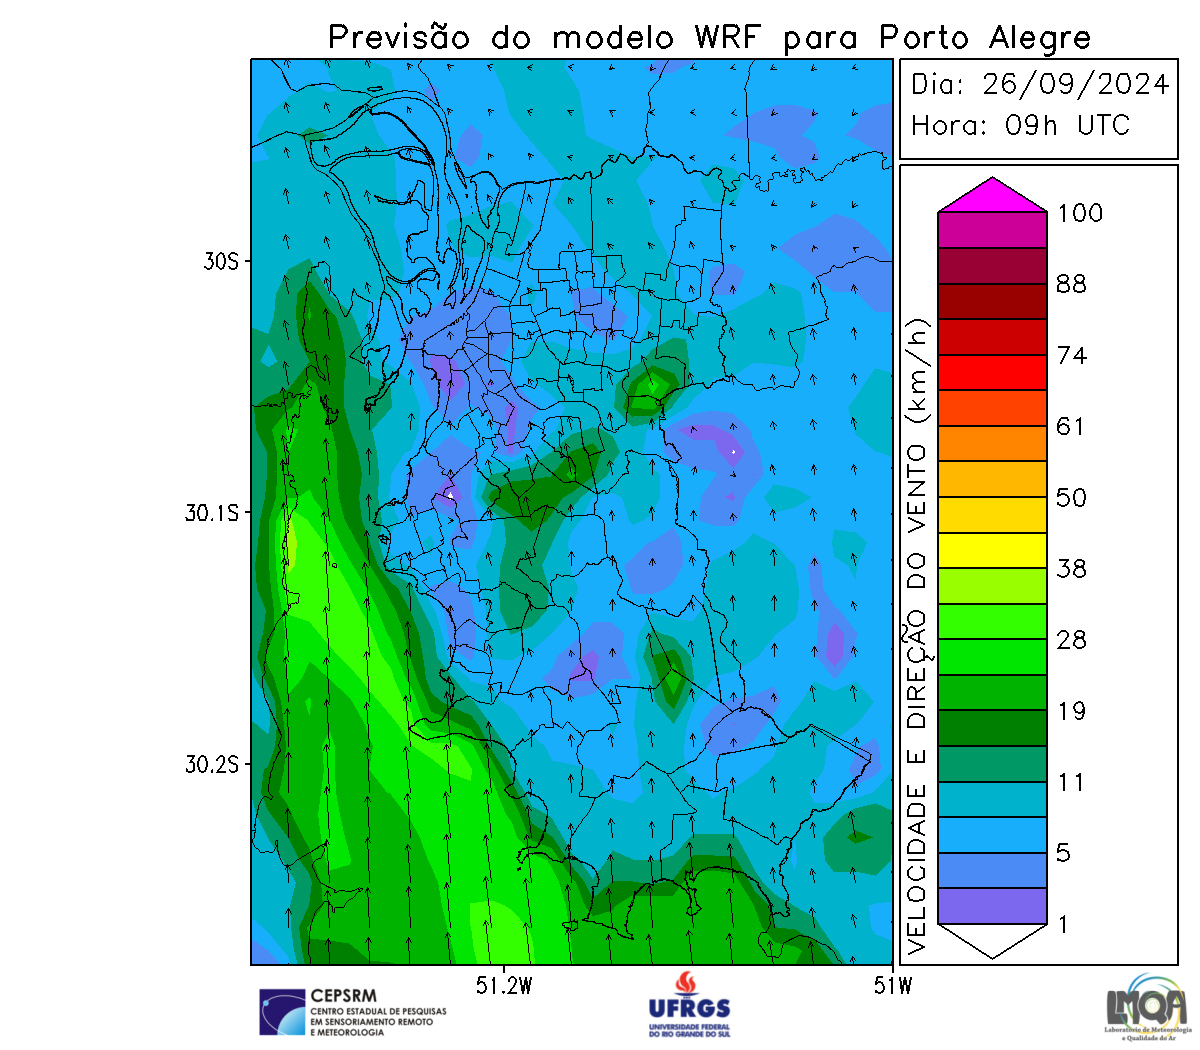 Previsão do modelo WRF para Porto Alegre
Dia: 26/09/2024
Hora: 09h UTC
30S
30.1S
30.2S
51.2W
51W
VELOCIDADE E DIREÇÃO DO VENTO (km/h)
100
88
74
61
50
38
28
19
11
5
1
CEPSRM
CENTRO ESTADUAL DE PESQUISAS
EM SENSORIAMENTO REMOTO
E METEOROLOGIA
UFRGS
UNIVERSIDADE FEDERAL
DO RIO GRANDE DO SUL
LMQA
Laboratório de Meteorologia
e Qualidade do Ar